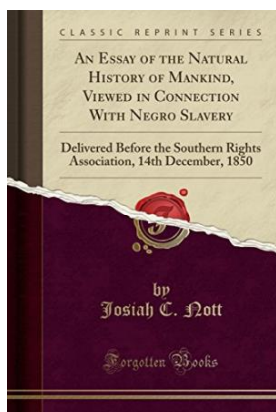 CLASSIC REPRINT SERIES
AN ESSAY OF THE NATURAL
HISTORY OF MANKIND,
VIEWED IN CONNECTION
WITH NEGRO SLAVERY
DELIVERED BEFORE THE SOUTHERN RIGHTS
ASSOCIATION, 14TH DECEMBER, 1850
by
Josiah C. Nott
Forgotten Books